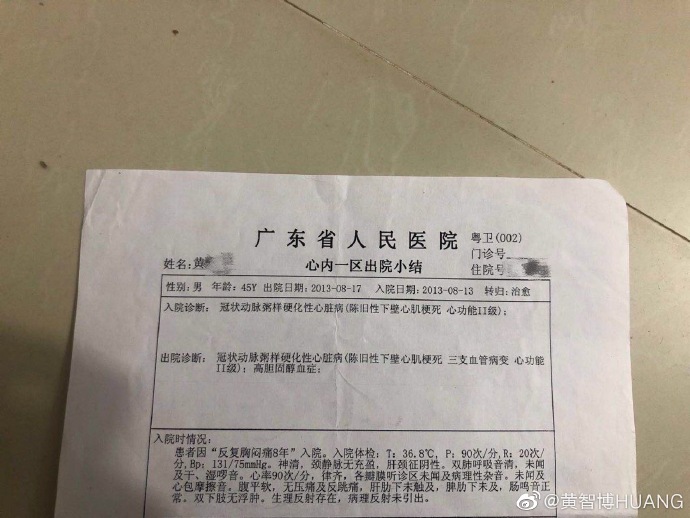 广东省人民医院
粤卫(002)
门诊号
姓名:黄
心内一区出院小结
住院号
性别:男 年龄:45Y 出院日期:2013-08-17 入院日期:2013-08-13 转归:治愈
入院诊断: 冠状动脉粥样硬化性心脏病(陈旧性下壁心肌梗死 心功能II级);
出院诊断: 冠状动脉粥样硬化性心脏病(陈旧性下壁心肌梗死 三支血管病变 心功能
II级); 高胆固醇血症;
入院时情况:
患者因“反复胸闷痛8年”入院。入院体检: T: 36.8℃, P: 90次/分,R: 20次/
分,Bp: 131/75mmHg。神清, 颈静脉无充盈, 肝颈征阴性。双肺呼吸音清, 未闻
及干、湿啰音。心率90次/分, 律齐, 各瓣膜听诊区未闻及病理性杂音。未闻及
心包摩擦音。腹平软, 无压痛及反跳痛, 肝肋下未触及, 脾肋下未及, 肠鸣音正
常。双下肢无浮肿。生理反射存在, 病理反射未引出。
@黄智博HUANG